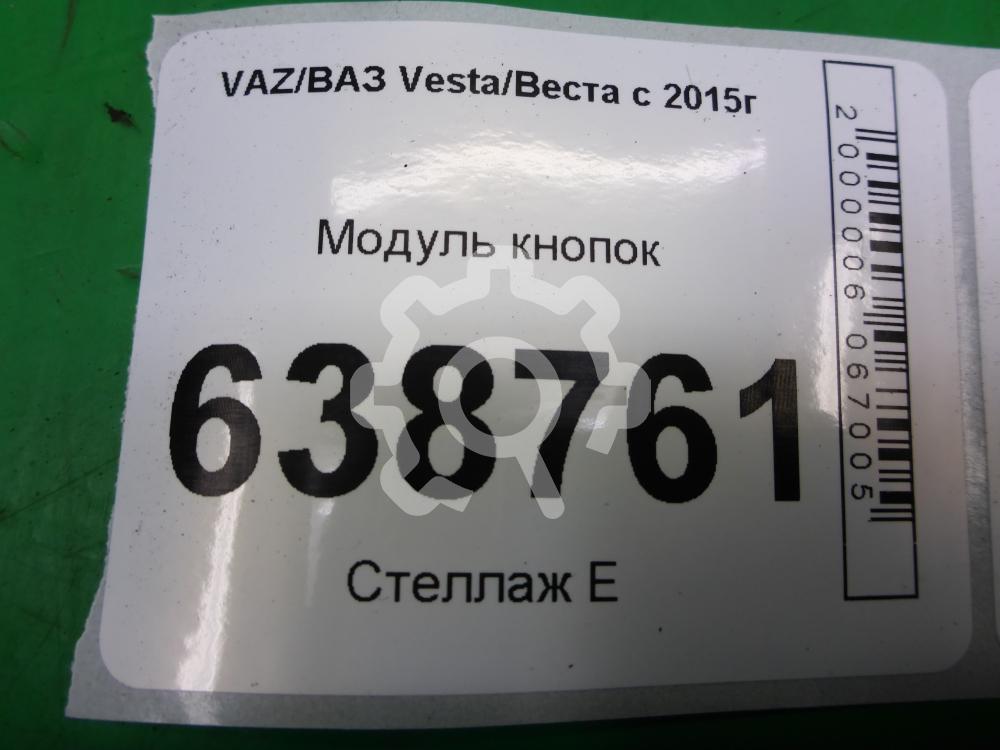 VAZ/ВАЗ Vesta/Веста с 2015г
Модуль кнопок
638761
Стеллаж Е
2000006067005